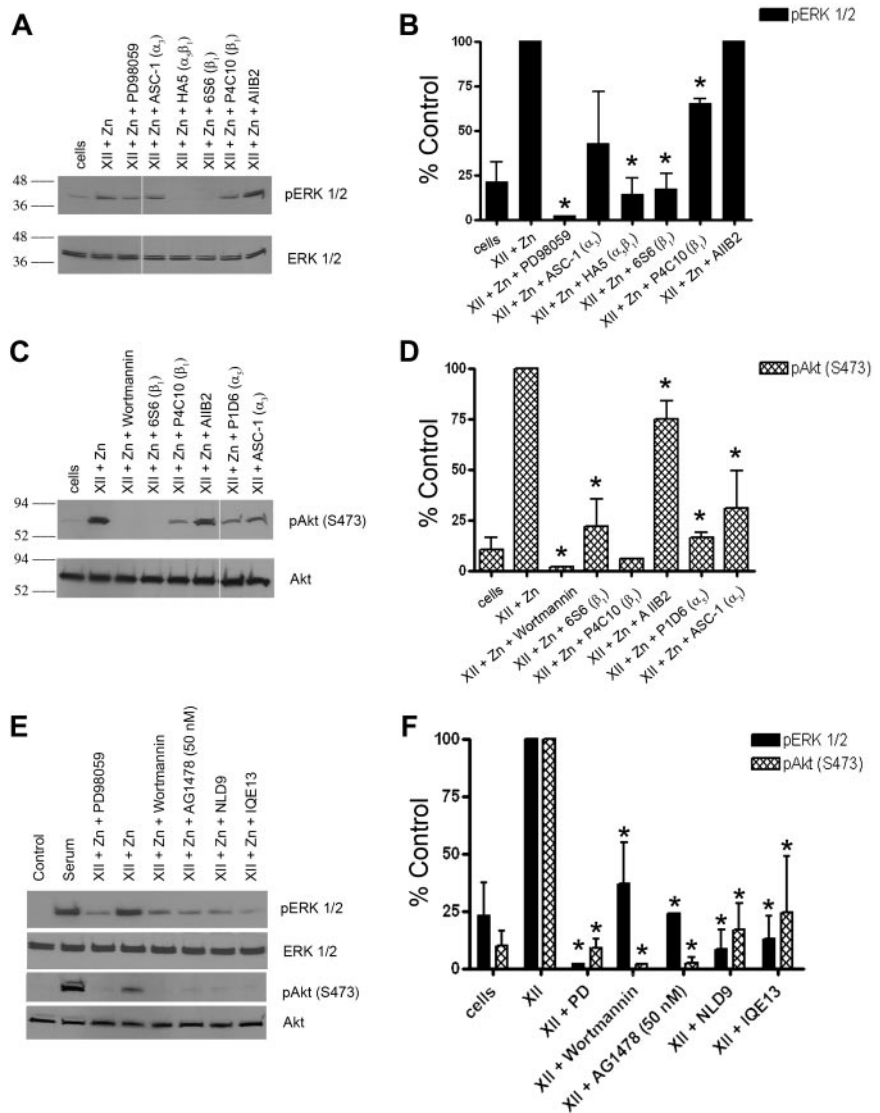 A
cells
XII + Zn
XII + Zn + PD98059
XII + Zn + ASC-1 (α₃)
XII + Zn + HA5 (α₅β₁)
XII + Zn + 6S6 (β₁)
XII + Zn + P4C10 (β₁)
XII + Zn + AIIB2
48
36
pERK 1/2
48
36
ERK 1/2
B
pERK 1/2
% Control
100
75
50
25
0
*
*
*
*
cells
XII + Zn
XII + Zn + PD98059
XII + Zn + ASC-1 (α₃)
XII + Zn + HA5 (α₅β₁)
XII + Zn + 6S6 (β₁)
XII + Zn + P4C10 (β₁)
XII + Zn + AIIB2
C
cells
XII + Zn
XII + Zn + Wortmannin
XII + Zn + 6S6 (β₁)
XII + Zn + P4C10 (β₁)
XII + Zn + AIIB2
XII + Zn + P1D6 (α₃)
XII + ASC-1 (α₃)
94
52
pAkt (S473)
94
52
Akt
D
pAkt (S473)
% Control
100
75
50
25
0
*
*
*
*
*
cells
XII + Zn
XII + Zn + Wortmannin
XII + Zn + 6S6 (β₁)
XII + Zn + P4C10 (β₁)
XII + Zn + A IIB2
XII + Zn + P1D6 (α₃)
XII + Zn + ASC-1 (α₃)
E
Control
Serum
XII + Zn + PD98059
XII + Zn
XII + Zn + Wortmannin
XII + Zn + AG1478 (50 nM)
XII + Zn + NLD9
XII + Zn + IQE13
pERK 1/2
ERK 1/2
pAkt (S473)
Akt
F
pERK 1/2
pAkt (S473)
% Control
100
75
50
25
0
*
*
*
*
*
*
*
*
*
*
cells
XII
XII + PD
XII + Wortmannin
XII + AG1478 (50 nM)
XII + NLD9
XII + IQE13